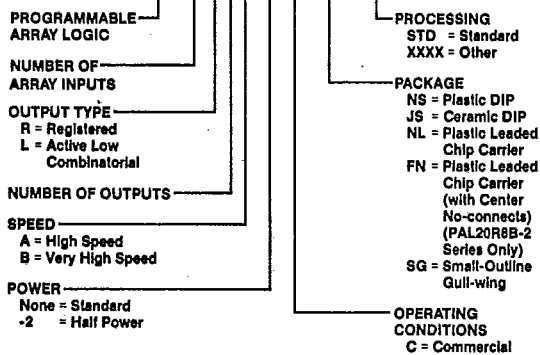 PROGRAMMABLE
ARRAY LOGIC
NUMBER OF
ARRAY INPUTS
OUTPUT TYPE
R = Registered
L = Active Low
Combinatorial
NUMBER OF OUTPUTS
SPEED
A = High Speed
B = Very High Speed
POWER
None = Standard
-2 = Half Power
PROCESSING
STD = Standard
XXXX = Other
PACKAGE
NS = Plastic DIP
JS = Ceramic DIP
NL = Plastic Leaded
Chip Carrier
FN = Plastic Leaded
Chip Carrier
(with Center
No-connects)
(PAL20R8B-2
Series Only)
SG = Small-Outline
Gull-wing
OPERATING
CONDITIONS
C = Commercial